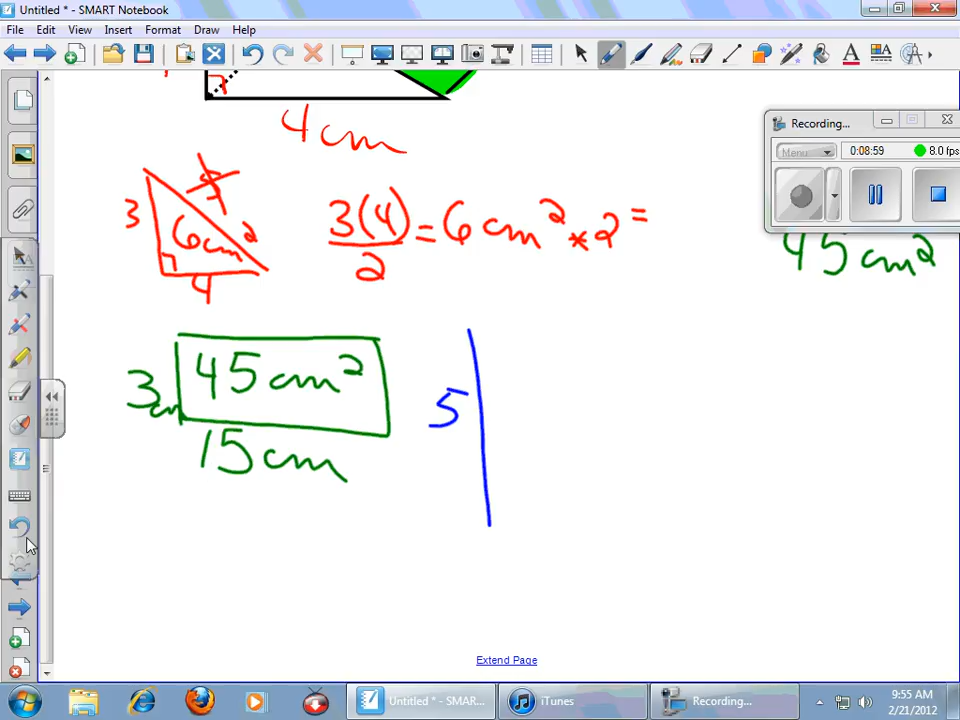 Untitled * - SMART Notebook
File Edit View Insert Format Draw Help
4 cm
Recording...
Menu
0:08:59
8.0 fps
3
5
6cm2
4
3(4)
2
= 6 cm2 * 2 =
45 cm2
3cm
45 cm2
15 cm
5
Extend Page
Untitled * - SMAR...
iTunes
Recording...
9:55 AM
2/21/2012